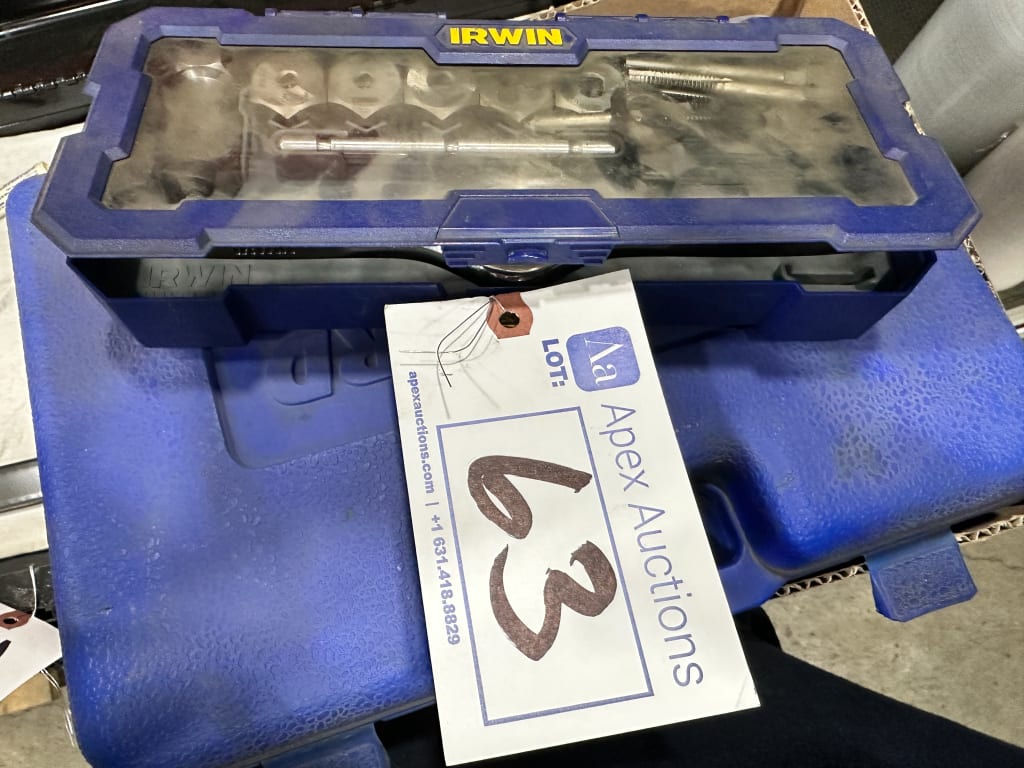 IRWIN
IRWIN
Aa
LOT:
Apex Auctions
63
apexauctions.com | +1 631.418.8829